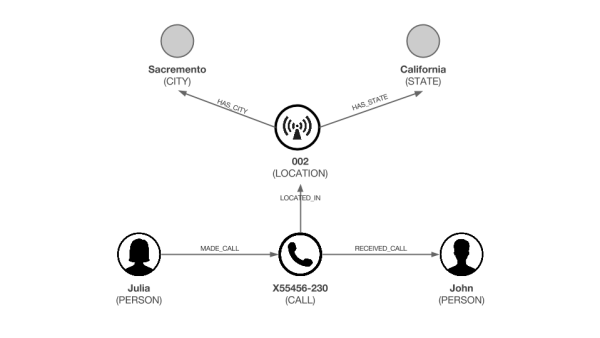 Sacremento
(CITY)
California
(STATE)
HAS_CITY
HAS_STATE
002
(LOCATION)
LOCATED_IN
MADE_CALL
RECEIVED_CALL
Julia
(PERSON)
X55456-230
(CALL)
John
(PERSON)